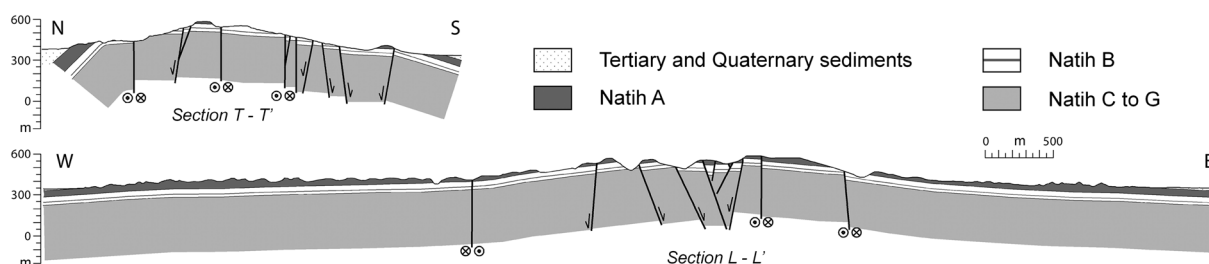 600
N
S
300
0
m
Section T - T'
Tertiary and Quaternary sediments
Natih A
Natih B
Natih C to G
0 m 500
600
W
E
300
0
m
Section L - L'